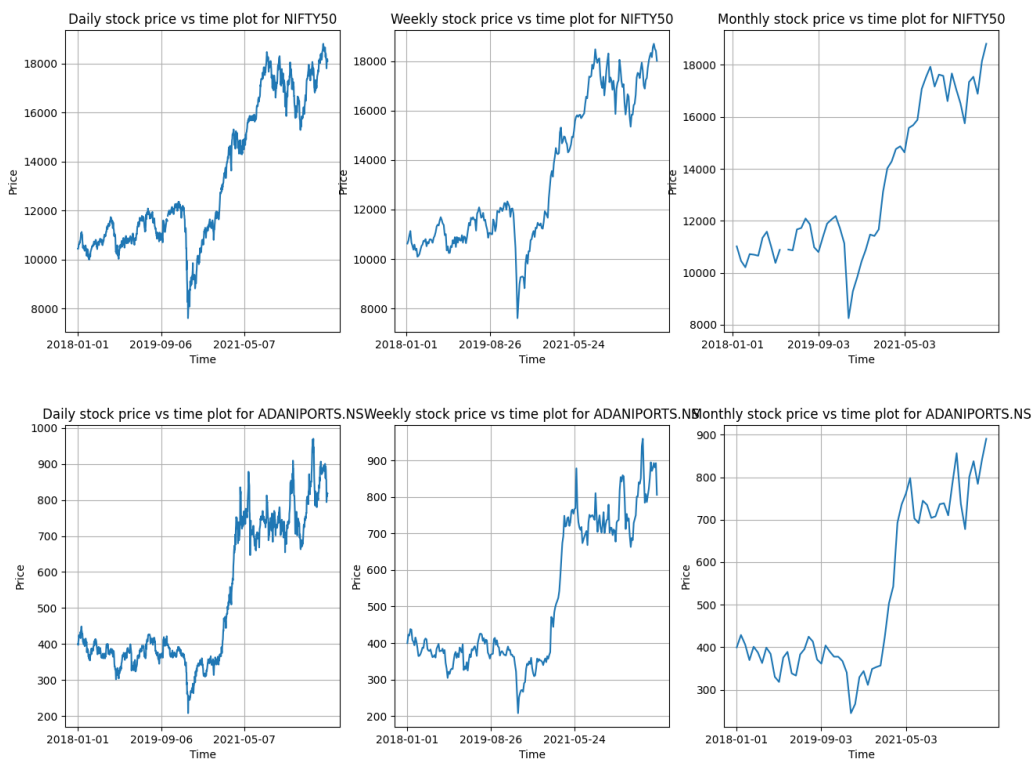 Daily stock price vs time plot for NIFTY50
18000
16000
14000
12000
10000
8000
Price
2018-01-01 2019-09-06 2021-05-07
Time
Weekly stock price vs time plot for NIFTY50
18000
16000
14000
12000
10000
8000
Price
2018-01-01 2019-08-26 2021-05-24
Time
Monthly stock price vs time plot for NIFTY50
18000
16000
14000
12000
10000
8000
Price
2018-01-01 2019-09-03 2021-05-03
Time
Daily stock price vs time plot for ADANIPORTS.NS
1000
900
800
700
600
500
400
300
200
Price
2018-01-01 2019-09-06 2021-05-07
Time
Weekly stock price vs time plot for ADANIPORTS.NS
900
800
700
600
500
400
300
200
Price
2018-01-01 2019-08-26 2021-05-24
Time
Monthly stock price vs time plot for ADANIPORTS.NS
900
800
700
600
500
400
300
Price
2018-01-01 2019-09-03 2021-05-03
Time